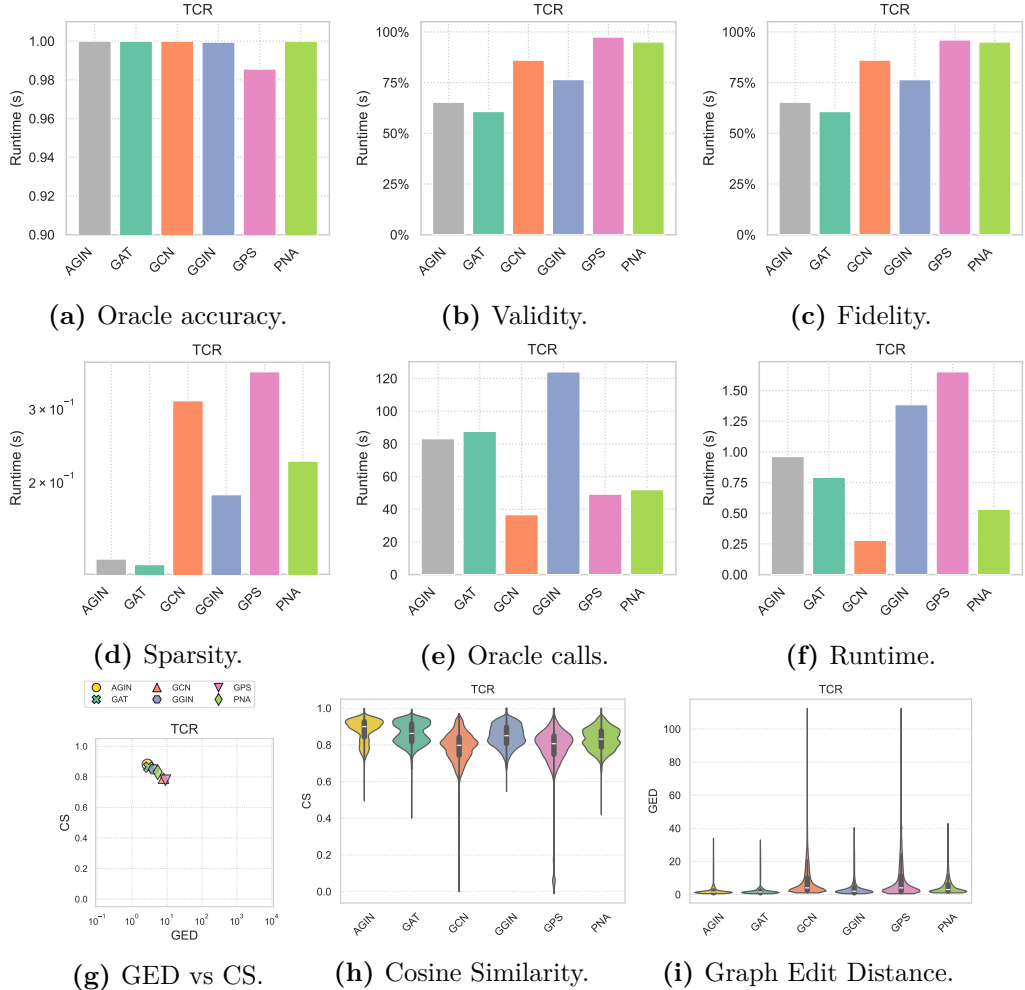 TCR
Runtime (s)
1.00
0.98
0.96
0.94
0.92
0.90
AGIN GAT GCN GGIN GPS PNA
(a) Oracle accuracy.
TCR
Runtime (s)
100%
75%
50%
25%
0%
AGIN GAT GCN GGIN GPS PNA
(b) Validity.
TCR
Runtime (s)
100%
75%
50%
25%
0%
AGIN GAT GCN GGIN GPS PNA
(c) Fidelity.
TCR
Runtime (s)
3 × 10⁻¹
2 × 10⁻¹
AGIN GAT GCN GGIN GPS PNA
(d) Sparsity.
TCR
Runtime (s)
120
100
80
60
40
20
0
AGIN GAT GCN GGIN GPS PNA
(e) Oracle calls.
TCR
Runtime (s)
1.50
1.25
1.00
0.75
0.50
0.25
0.00
AGIN GAT GCN GGIN GPS PNA
(f) Runtime.
AGIN GCN GPS
GAT GGIN PNA
TCR
CS
1.0
0.8
0.6
0.4
0.2
0.0
10⁻¹ 10⁰ 10¹ 10² 10³ 10⁴
GED
(g) GED vs CS.
TCR
CS
1.0
0.8
0.6
0.4
0.2
0.0
AGIN GAT GCN GGIN GPS PNA
(h) Cosine Similarity.
TCR
GED
100
80
60
40
20
0
AGIN GAT GCN GGIN GPS PNA
(i) Graph Edit Distance.